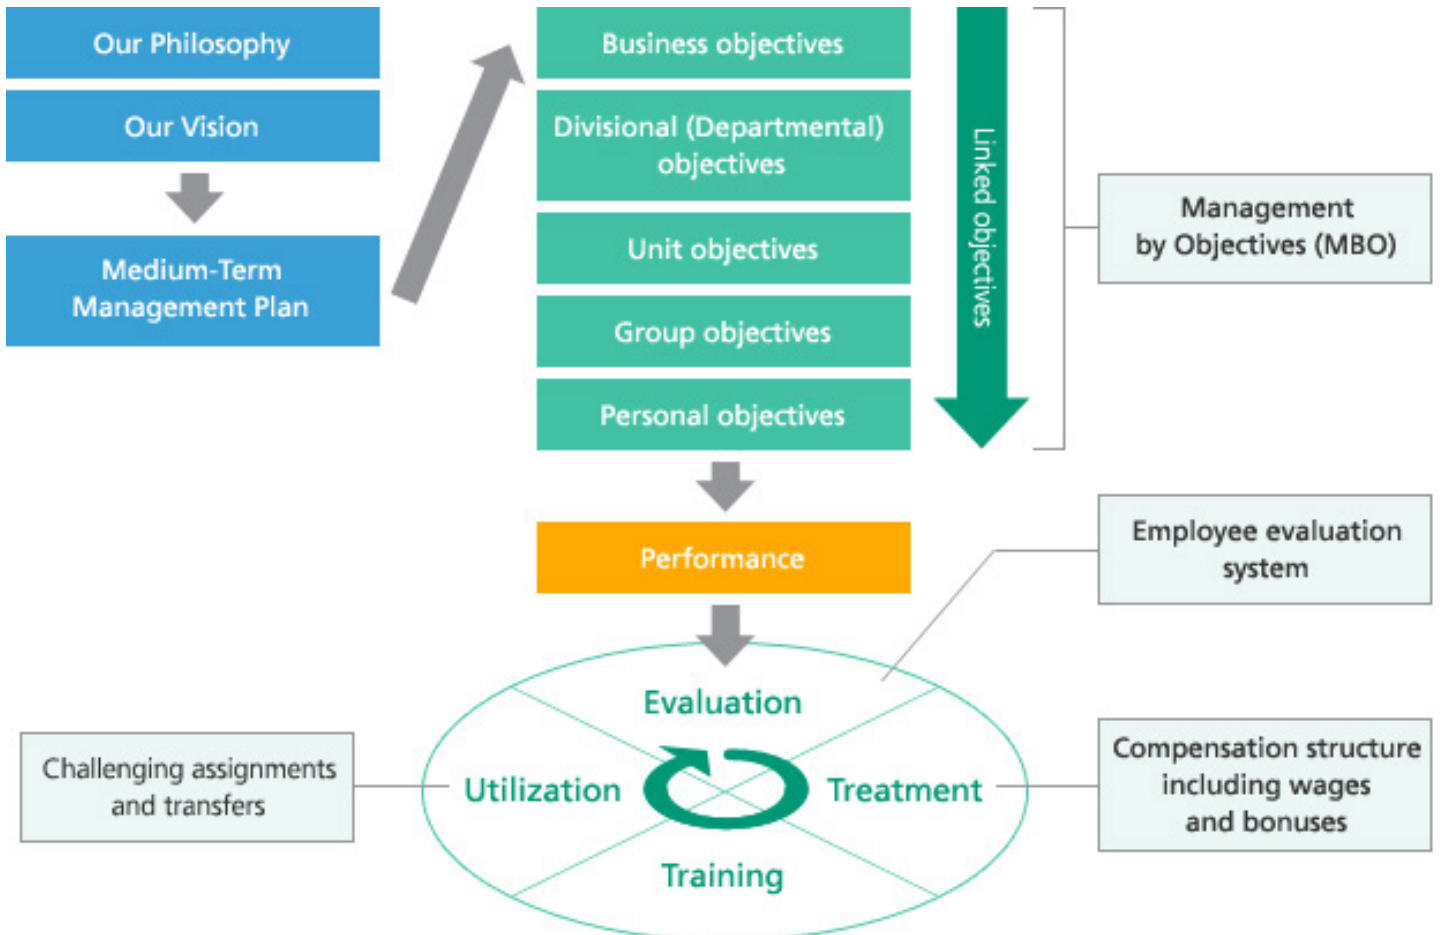 Our Philosophy
Our Vision
Medium-Term
Management Plan
Business objectives
Divisional (Departmental)
objectives
Unit objectives
Group objectives
Personal objectives
Linked objectives
Management
by Objectives (MBO)
Performance
Employee evaluation
system
Evaluation
Utilization
Treatment
Training
Challenging assignments
and transfers
Compensation structure
including wages
and bonuses